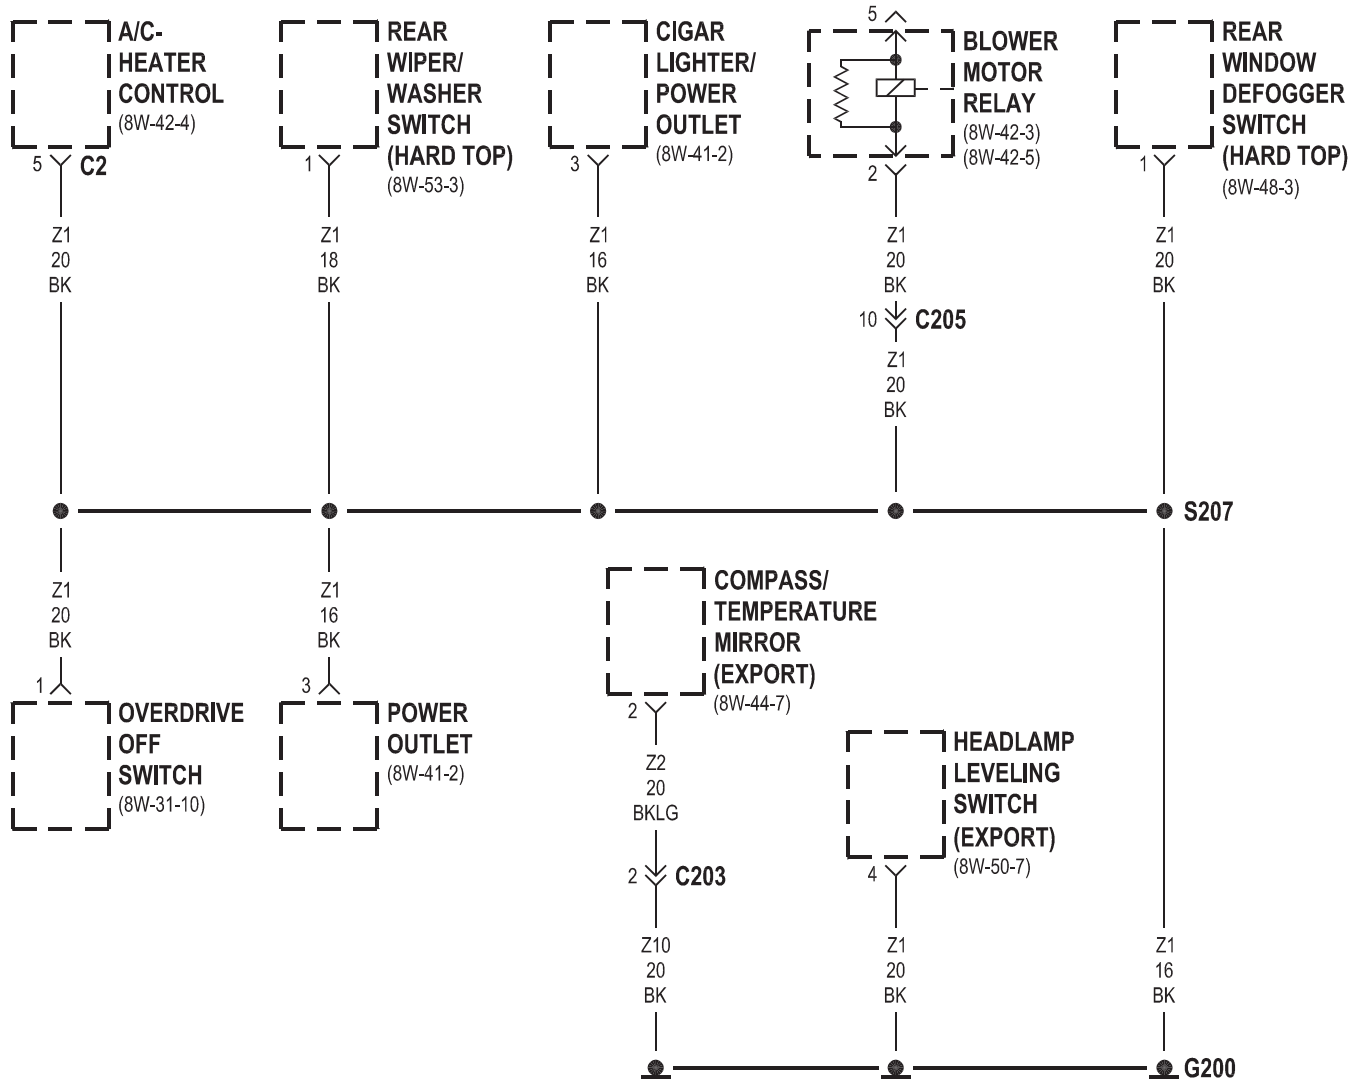 A/C-
HEATER
CONTROL
(8W-42-4)
5
C2
Z1
20
BK
REAR
WIPER/
WASHER
SWITCH
(HARD TOP)
(8W-53-3)
1
Z1
18
BK
CIGAR
LIGHTER/
POWER
OUTLET
(8W-41-2)
3
Z1
16
BK
5
BLOWER
MOTOR
RELAY
(8W-42-3)
(8W-42-5)
2
Z1
20
BK
10
C205
Z1
20
BK
REAR
WINDOW
DEFOGGER
SWITCH
(HARD TOP)
(8W-48-3)
1
Z1
20
BK
S207
Z1
20
BK
1
OVERDRIVE
OFF
SWITCH
(8W-31-10)
Z1
16
BK
3
POWER
OUTLET
(8W-41-2)
COMPASS/
TEMPERATURE
MIRROR
(EXPORT)
(8W-44-7)
2
Z2
20
BKLG
2
C203
Z10
20
BK
HEADLAMP
LEVELING
SWITCH
(EXPORT)
(8W-50-7)
4
Z1
20
BK
Z1
16
BK
G200